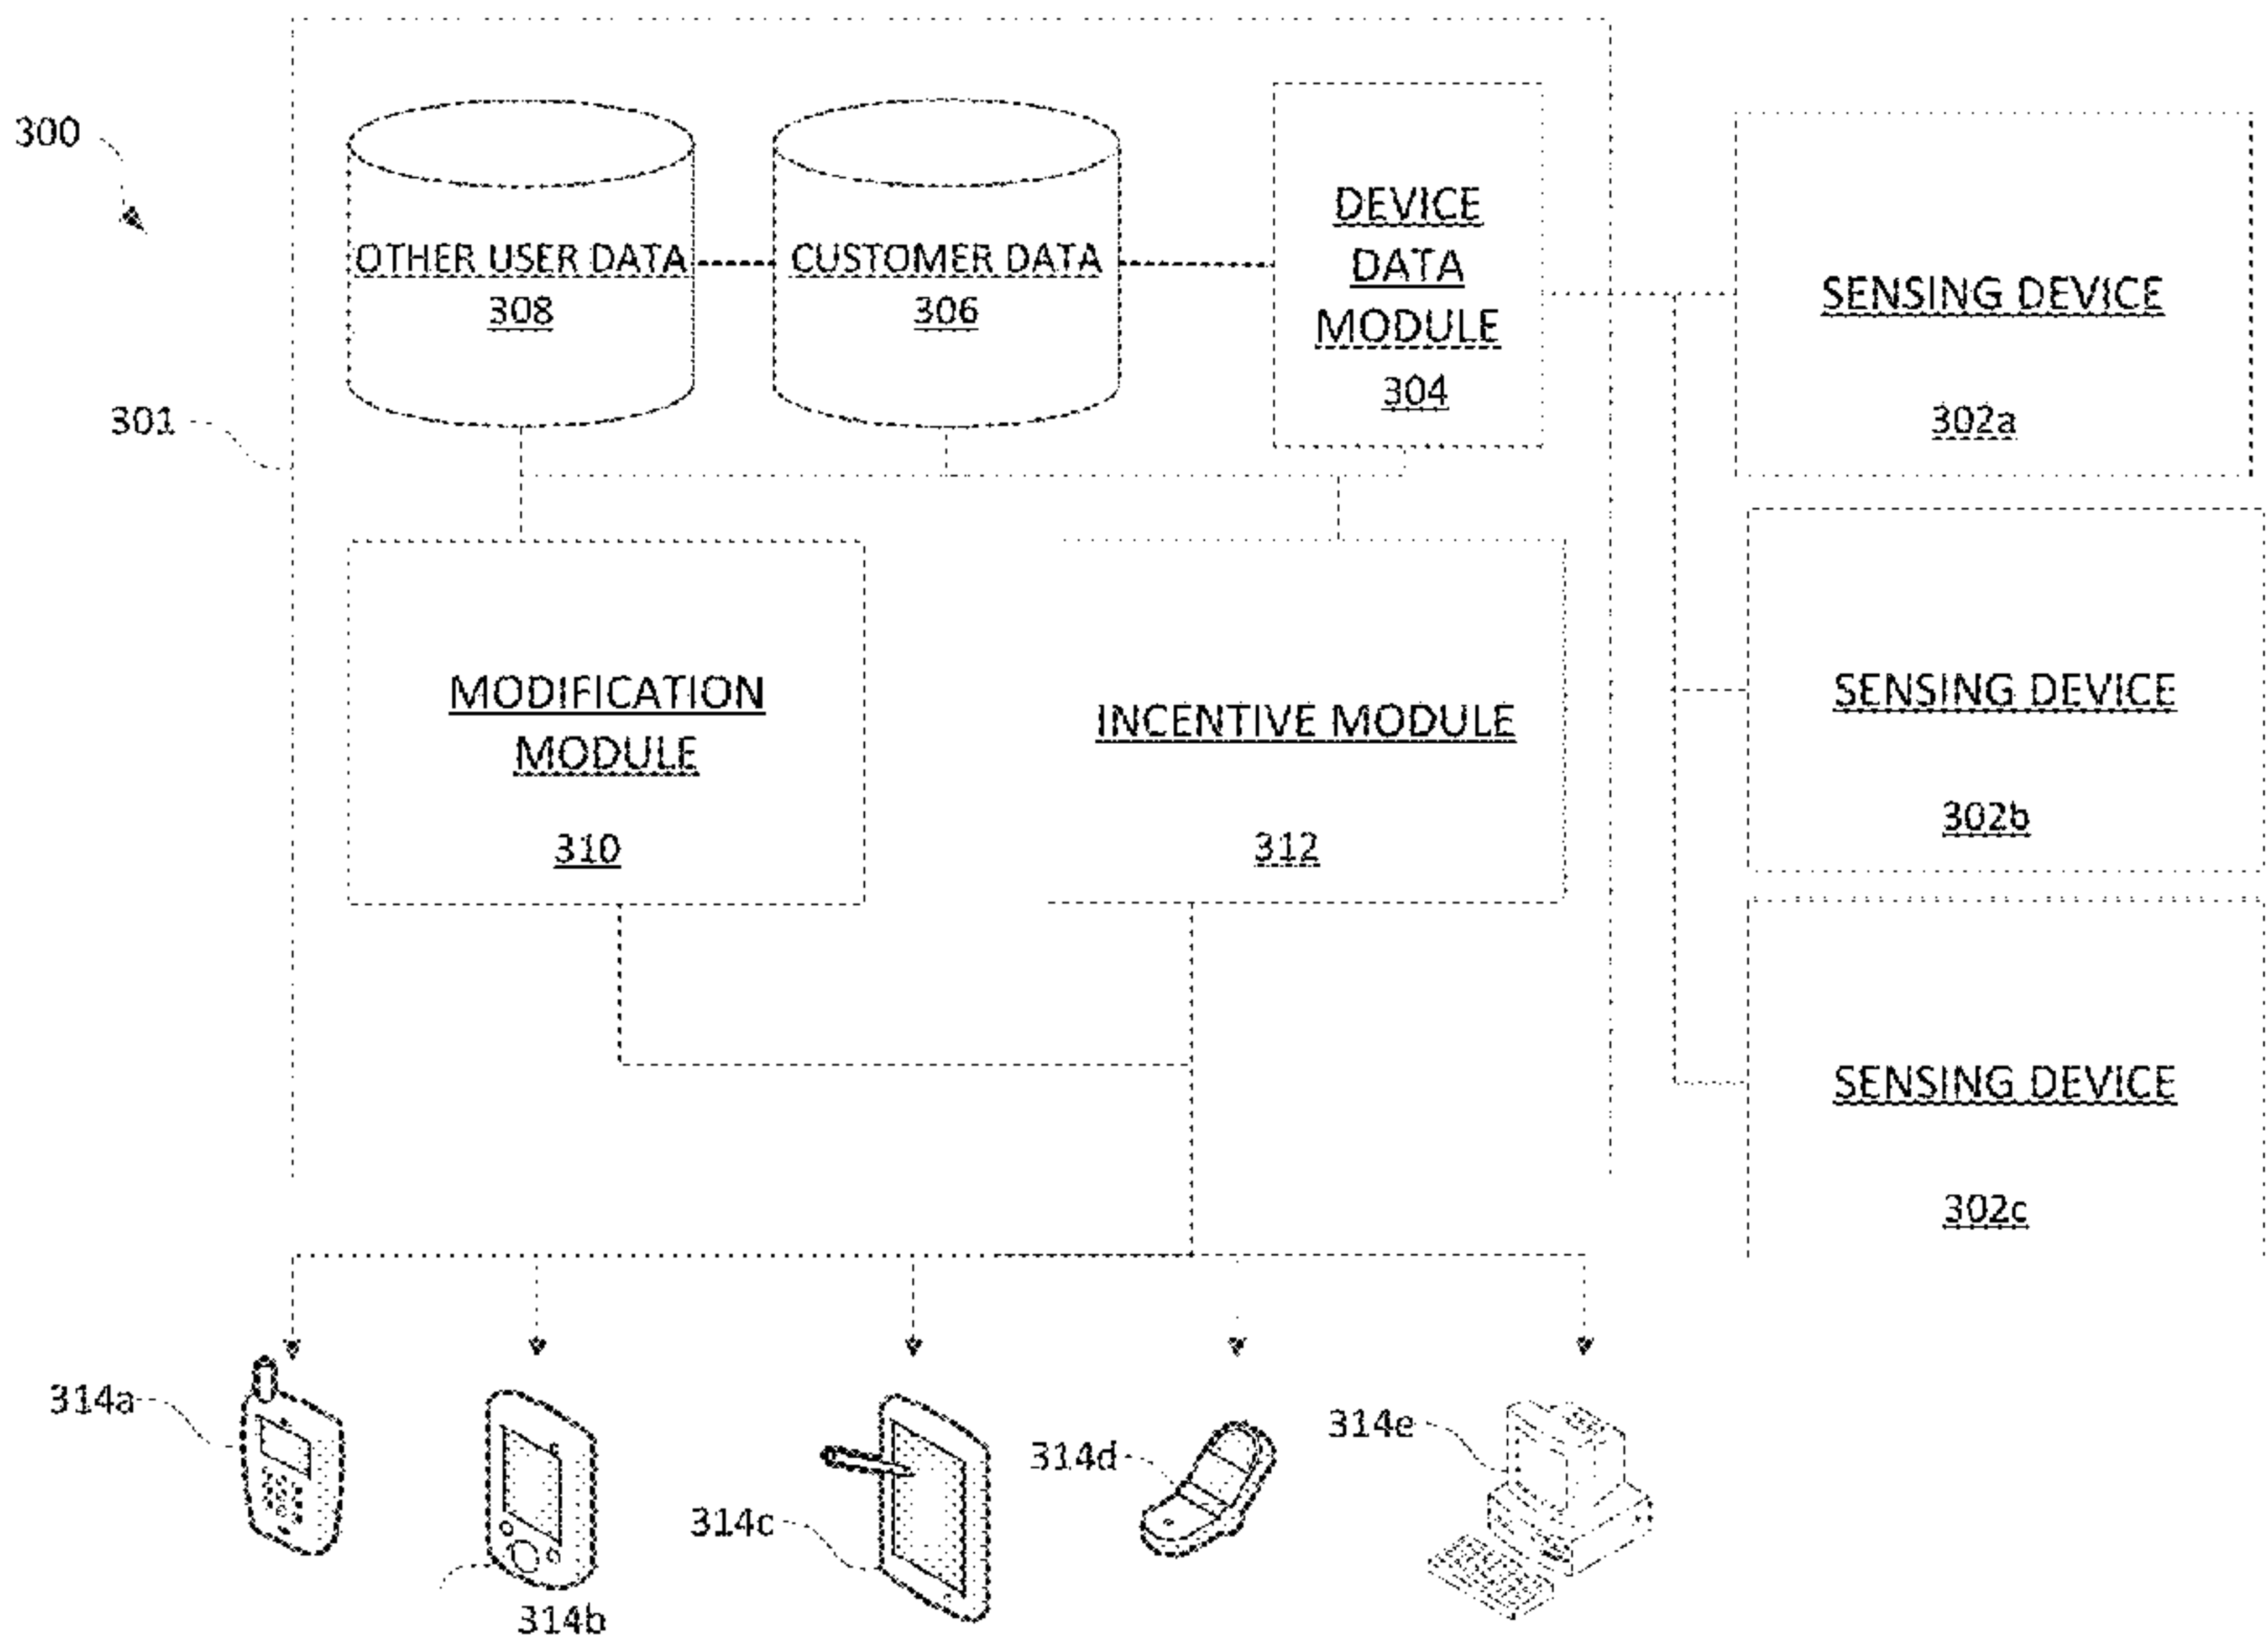 300
OTHER USER DATA
308
CUSTOMER DATA
306
DEVICE
DATA
MODULE
304
SENSING DEVICE
302a
301
MODIFICATION
MODULE
310
INCENTIVE MODULE
312
SENSING DEVICE
302b
SENSING DEVICE
302c
314a
314b
314c
314d
314e